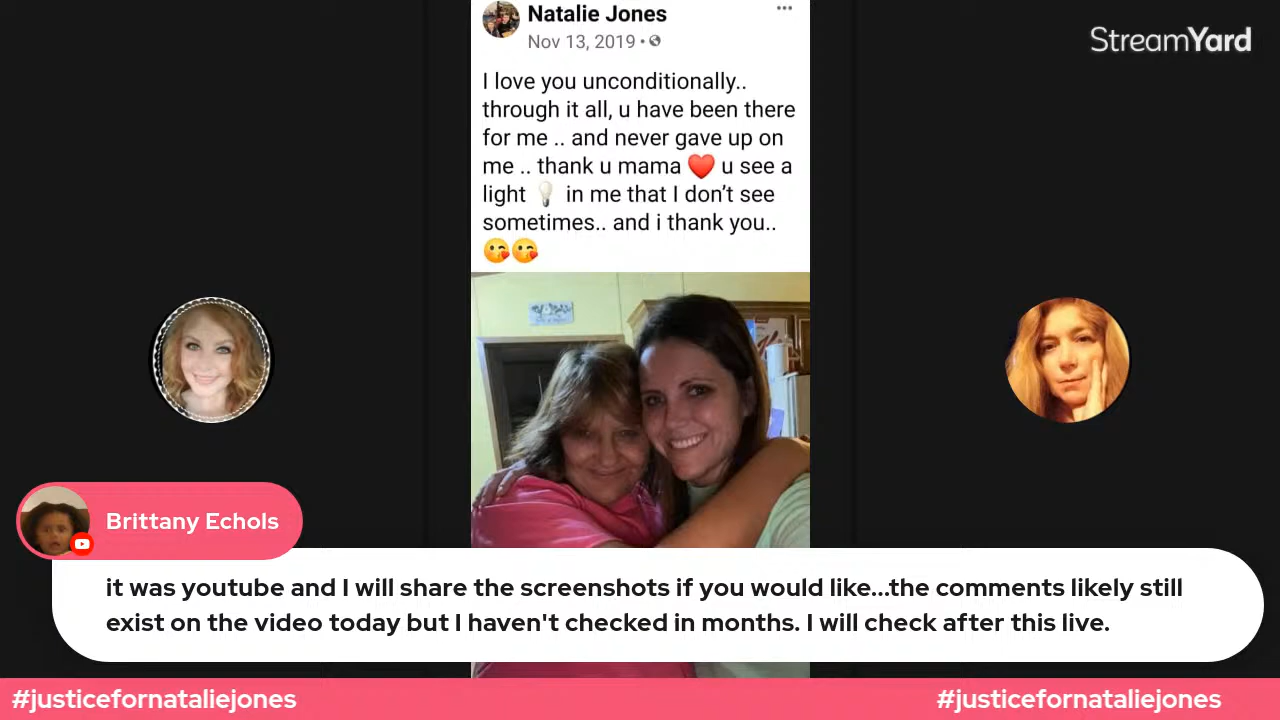 Natalie Jones
Nov 13, 2019
StreamYard
I love you unconditionally..
through it all, u have been there
for me .. and never gave up on
me .. thank u mama ❤️ u see a
light 💡 in me that I don't see
sometimes.. and i thank you..
😘😘
Brittany Echols
it was youtube and I will share the screenshots if you would like...the comments likely still
exist on the video today but I haven't checked in months. I will check after this live.
#justicefornataliejones
#justicefornataliejones